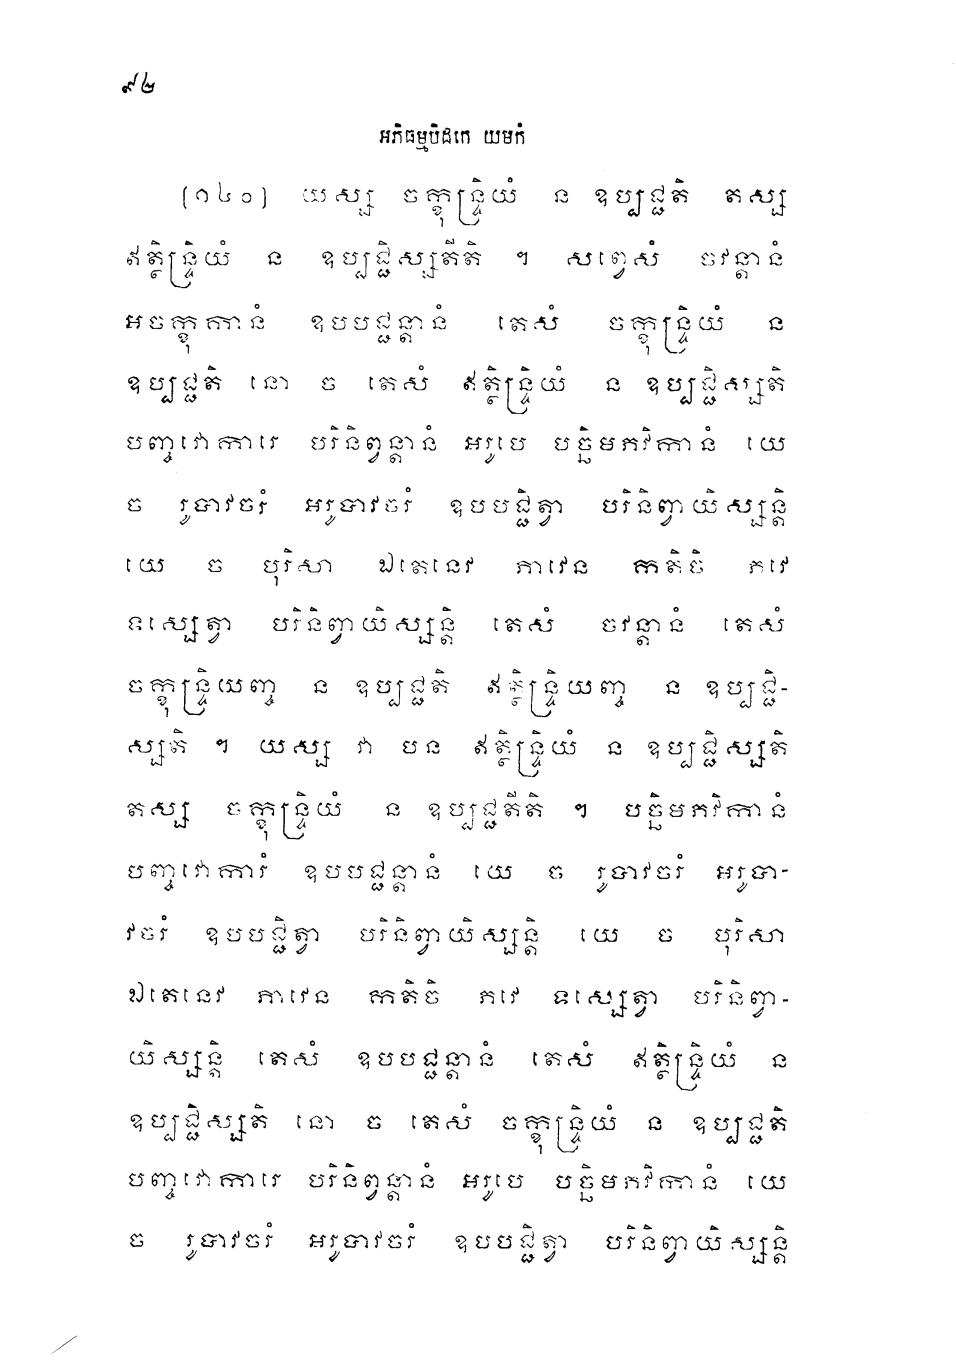 ៩២
អភិធម្មបិដកេ យមកំ
(១៤០) យស្ស ចក្ខុន្ទ្រិយំ ន ឧប្បជ្ជតិ តស្ស
ឥត្ថិន្ទ្រិយំ ន ឧប្បជ្ជិស្សតីតិ ។ សព្វេសំ ចវន្តានំ
អចក្ខុកានំ ឧបបជ្ជន្តានំ តេសំ ចក្ខុន្ទ្រិយំ ន
ឧប្បជ្ជតិ នោ ច តេសំ ឥត្ថិន្ទ្រិយំ ន ឧប្បជ្ជិស្សតិ
បញ្ចវោការេ បរិនិព្វន្តានំ អរូបេ បច្ឆិមភវិកានំ យេ
ច រូបាវចរំ អរូបាវចរំ ឧបបជ្ជិត្វា បរិនិព្វាយិស្សន្តិ
យេ ច បុរិសា ឯតេនេវ ភាវេន កតិចិ ភវេ
ទស្សេត្វា បរិនិព្វាយិស្សន្តិ តេសំ ចវន្តានំ តេសំ
ចក្ខុន្ទ្រិយញ្ច ន ឧប្បជ្ជតិ ឥត្ថិន្ទ្រិយញ្ច ន ឧប្បជ្ជិ-
ស្សតិ ។ យស្ស វា បន ឥត្ថិន្ទ្រិយំ ន ឧប្បជ្ជិស្សតិ
តស្ស ចក្ខុន្ទ្រិយំ ន ឧប្បជ្ជតីតិ ។ បច្ឆិមភវិកានំ
បញ្ចវោការំ ឧបបជ្ជន្តានំ យេ ច រូបាវចរំ អរូបា-
វចរំ ឧបបជ្ជិត្វា បរិនិព្វាយិស្សន្តិ យេ ច បុរិសា
ឯតេនេវ ភាវេន កតិចិ ភវេ ទស្សេត្វា បរិនិព្វា-
យិស្សន្តិ តេសំ ឧបបជ្ជន្តានំ តេសំ ឥត្ថិន្ទ្រិយំ ន
ឧប្បជ្ជិស្សតិ នោ ច តេសំ ចក្ខុន្ទ្រិយំ ន ឧប្បជ្ជតិ
បញ្ចវោការេ បរិនិព្វន្តានំ អរូបេ បច្ឆិមភវិកានំ យេ
ច រូបាវចរំ អរូបាវចរំ ឧបបជ្ជិត្វា បរិនិព្វាយិស្សន្តិ